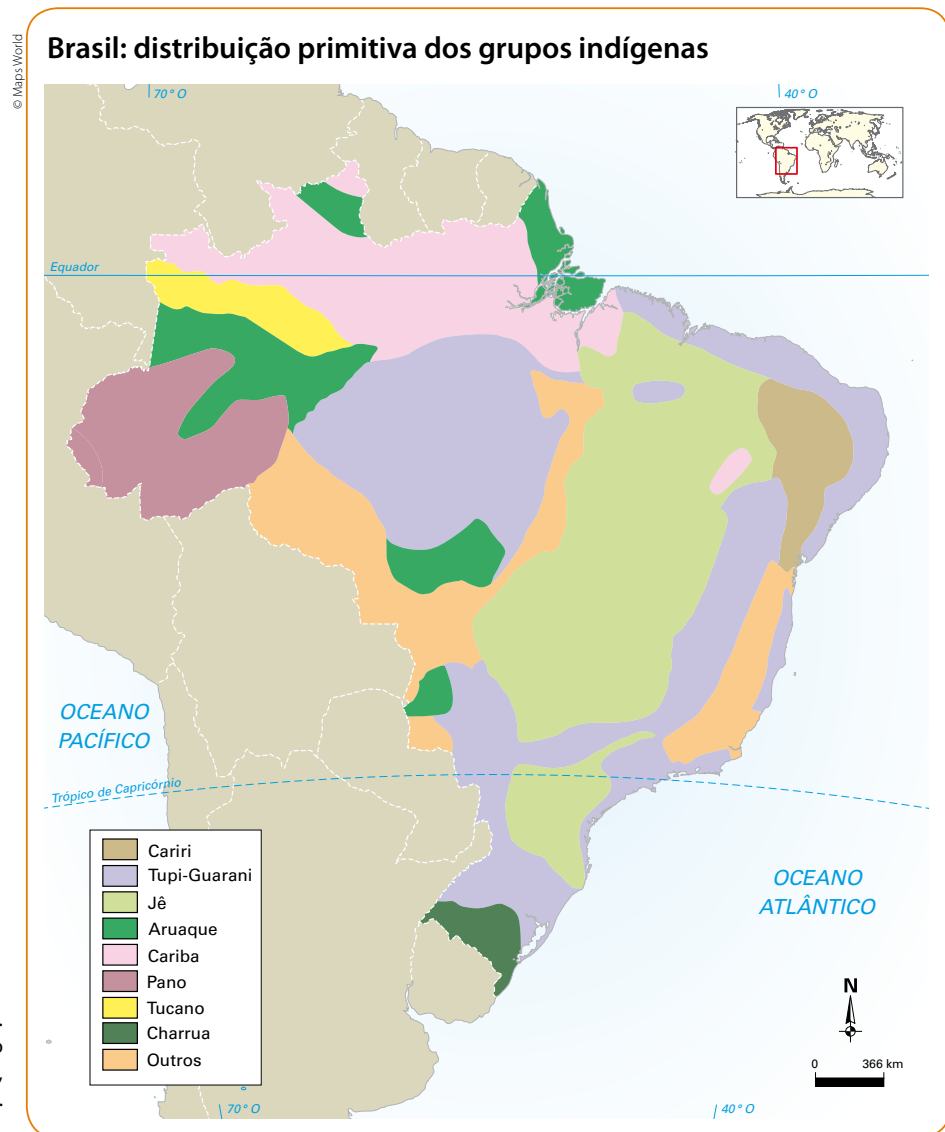 Brasil: distribuição primitiva dos grupos indígenas
© Maps World
70° O
40° O
Equador
OCEANO
PACÍFICO
Trópico de Capricórnio
Cariri
Tupi-Guarani
Jê
Aruaque
Cariba
Pano
Tucano
Charrua
Outros
OCEANO
ATLÂNTICO
N
0 366 km
70° O
40° O